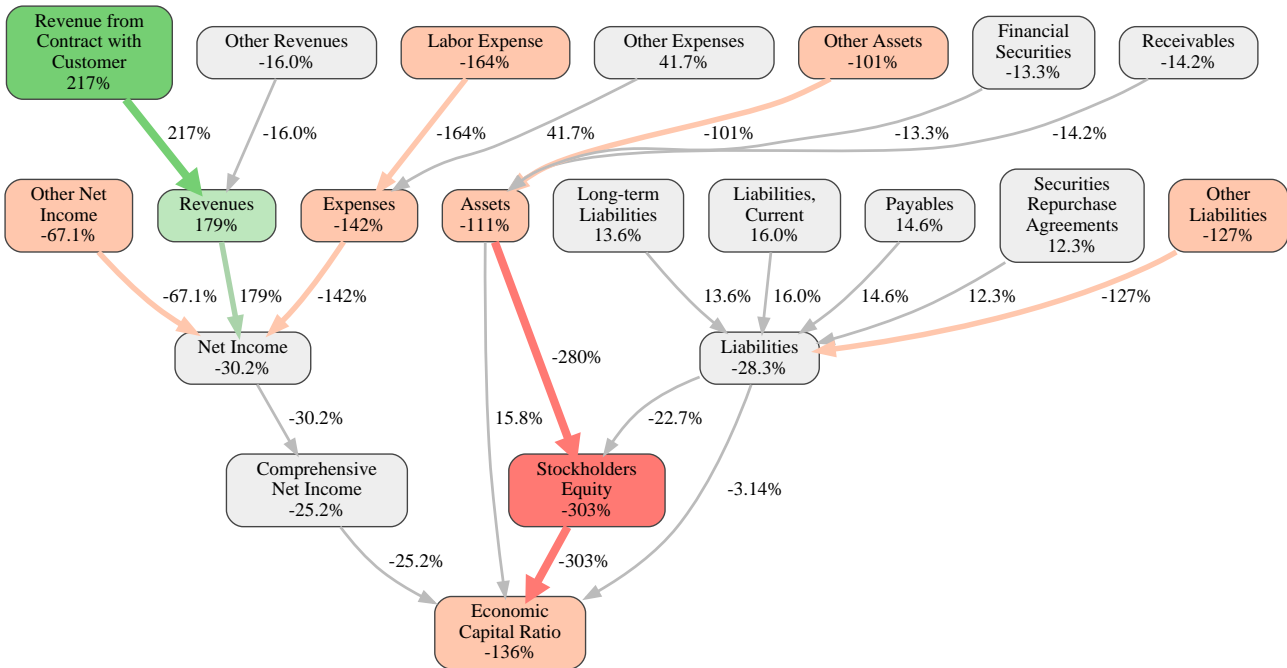 Revenue from
Contract with
Customer
217%
Other Revenues
-16.0%
Labor Expense
-164%
Other Expenses
41.7%
Other Assets
-101%
Financial
Securities
-13.3%
Receivables
-14.2%
217%
-16.0%
-164%
41.7%
-101%
-13.3%
-14.2%
Other Net
Income
-67.1%
Revenues
179%
Expenses
-142%
Assets
-111%
Long-term
Liabilities
13.6%
Liabilities,
Current
16.0%
Payables
14.6%
Securities
Repurchase
Agreements
12.3%
Other
Liabilities
-127%
-67.1%
179%
-142%
13.6%
16.0%
14.6%
12.3%
-127%
Net Income
-30.2%
-280%
Liabilities
-28.3%
-30.2%
15.8%
-22.7%
Comprehensive
Net Income
-25.2%
Stockholders
Equity
-303%
-3.14%
-25.2%
-303%
Economic
Capital Ratio
-136%